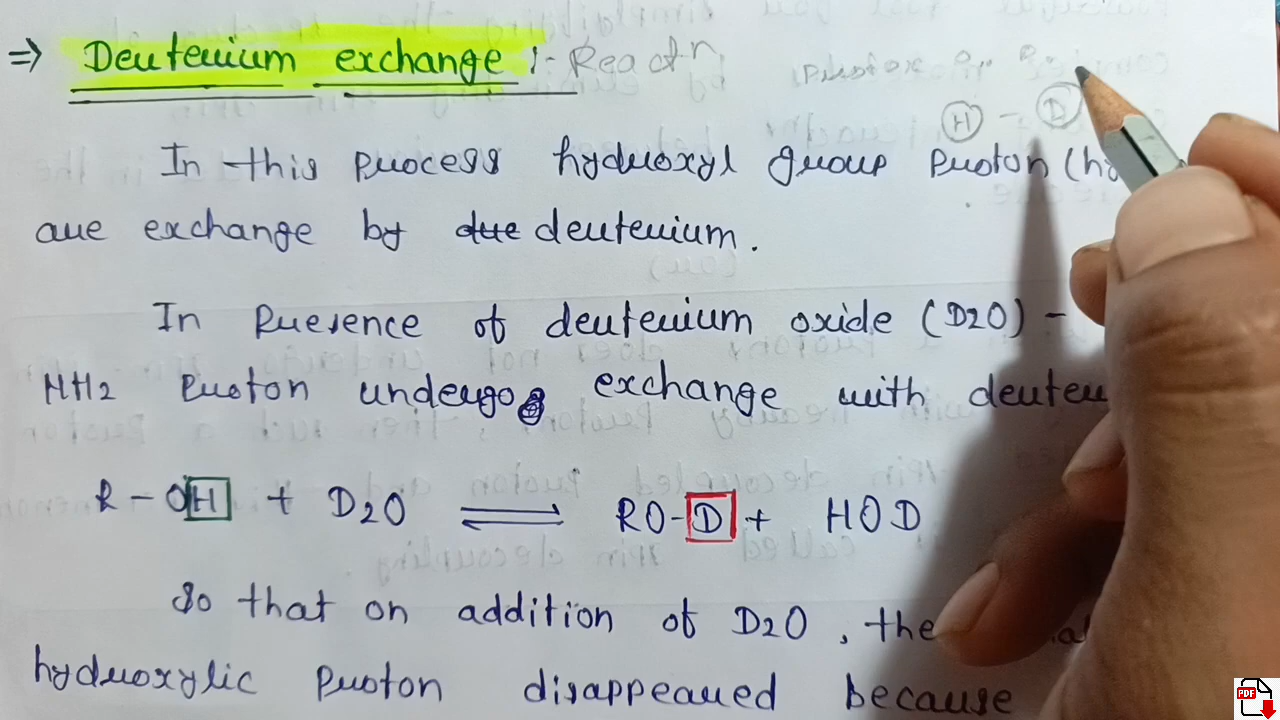 ⇒ Deuterium exchange :- Reactn
H - D
In this process hydroxyl group proton (hy
are exchange by deuterium.
In Presence of deuterium oxide (D2O) -
NH2 Proton undergo exchange with deuter
R - OH + D2O ⇌ RO-D + HOD
So that on addition of D2O, the
hydroxylic Proton disappeared because
PDF